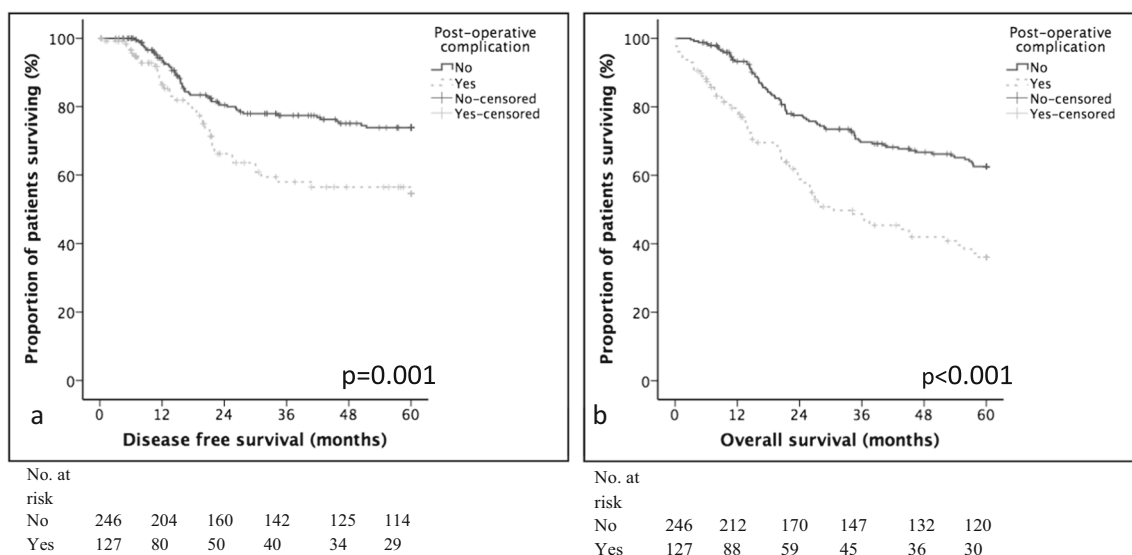 Proportion of patients surviving (%)
100
80
60
40
20
0
Post-operative
complication
No
Yes
No-censored
Yes-censored
p=0.001
a
0 12 24 36 48 60
Disease free survival (months)
No. at
risk
No 246 204 160 142 125 114
Yes 127 80 50 40 34 29
Proportion of patients surviving (%)
100
80
60
40
20
0
Post-operative
complication
No
Yes
No-censored
Yes-censored
p<0.001
b
0 12 24 36 48 60
Overall survival (months)
No. at
risk
No 246 212 170 147 132 120
Yes 127 88 59 45 36 30